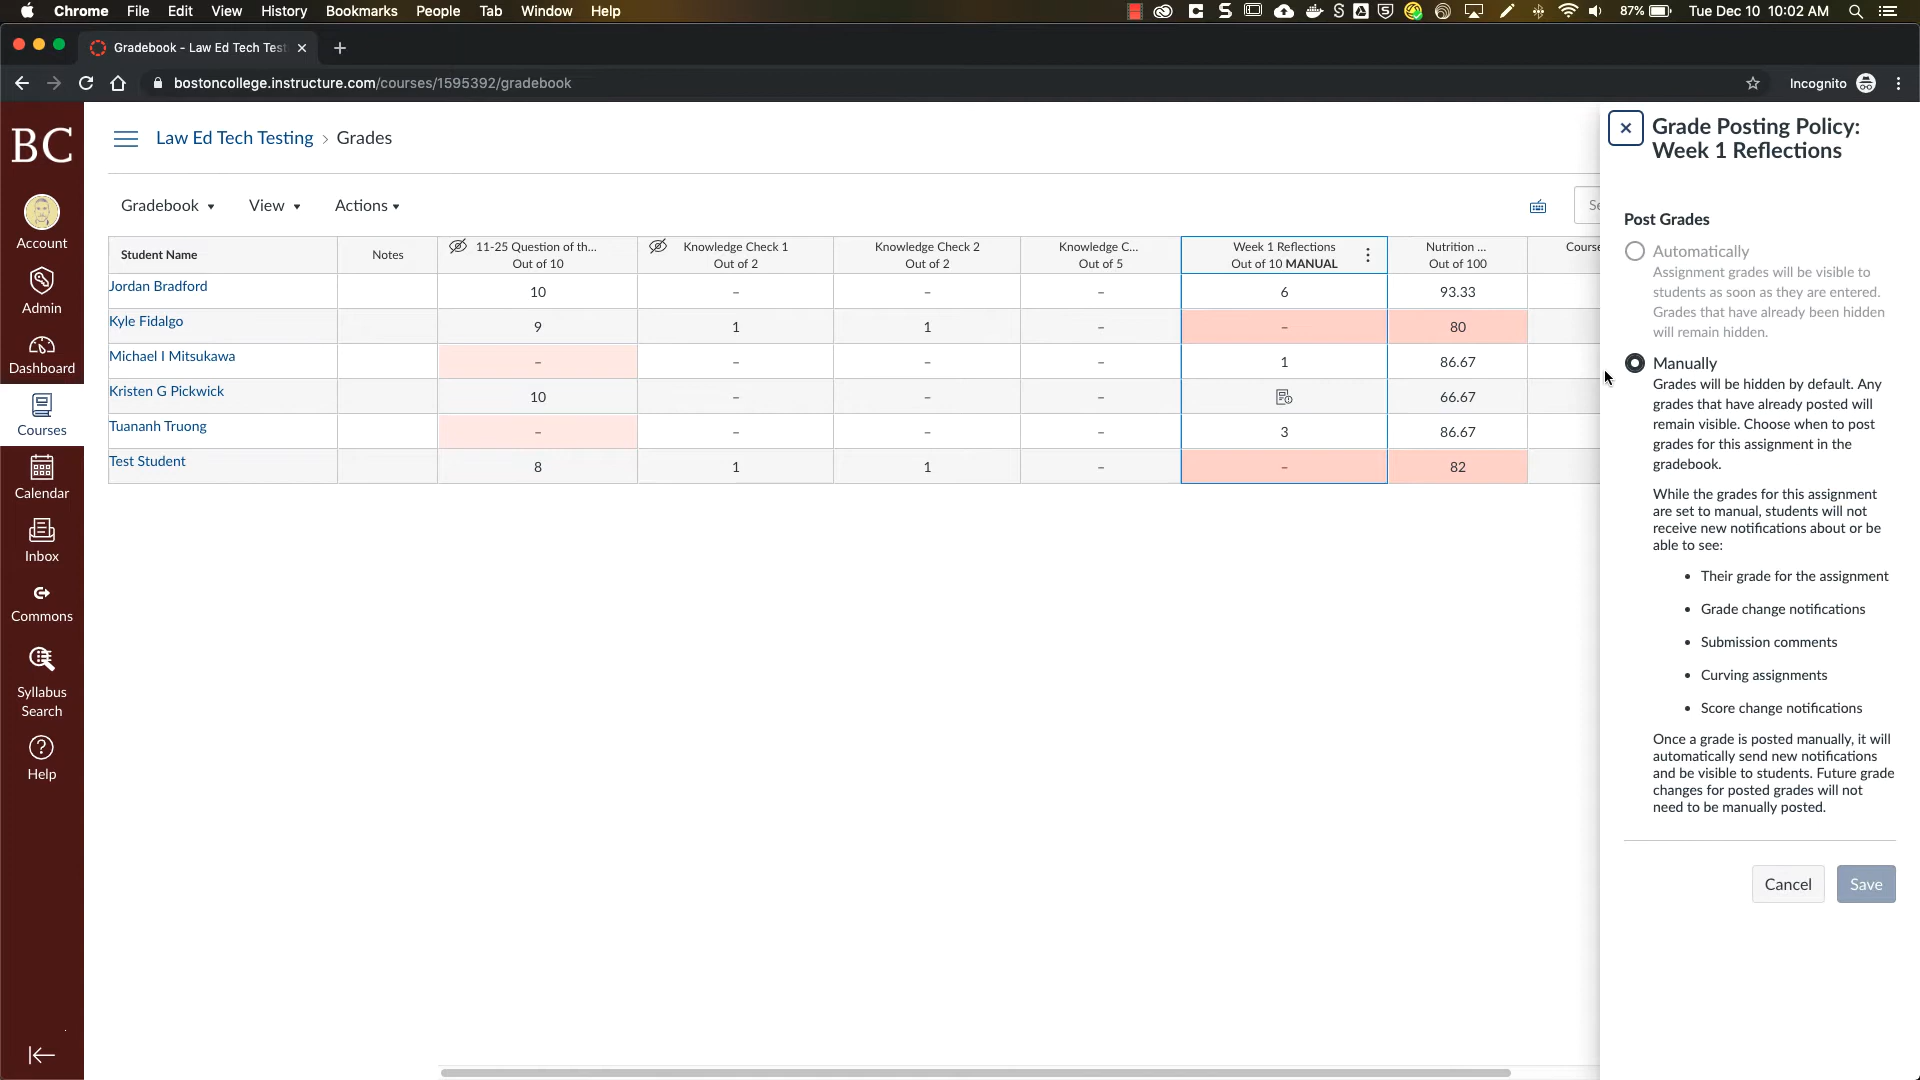 Chrome File Edit View History Bookmarks People Tab Window Help 87% Tue Dec 10 10:02 AM
Gradebook - Law Ed Tech Test
bostoncollege.instructure.com/courses/1595392/gradebook Incognito
BC
Account
Admin
Dashboard
Courses
Calendar
Inbox
Commons
Syllabus
Search
Help
Law Ed Tech Testing > Grades
Gradebook View Actions
Student Name Notes 11-25 Question of th... Knowledge Check 1 Knowledge Check 2 Knowledge C... Week 1 Reflections Nutrition ... Course
Out of 10 Out of 2 Out of 2 Out of 5 Out of 10 MANUAL Out of 100
Jordan Bradford 10 – – – 6 93.33
Kyle Fidalgo 9 1 1 – – 80
Michael I Mitsukawa – – – – 1 86.67
Kristen G Pickwick 10 – – – 66.67
Tuananh Truong – – – – 3 86.67
Test Student 8 1 1 – – 82
Grade Posting Policy:
Week 1 Reflections
Post Grades
Automatically
Assignment grades will be visible to
students as soon as they are entered.
Grades that have already been hidden
will remain hidden.
Manually
Grades will be hidden by default. Any
grades that have already posted will
remain visible. Choose when to post
grades for this assignment in the
gradebook.
While the grades for this assignment
are set to manual, students will not
receive new notifications about or be
able to see:
• Their grade for the assignment
• Grade change notifications
• Submission comments
• Curving assignments
• Score change notifications
Once a grade is posted manually, it will
automatically send new notifications
and be visible to students. Future grade
changes for posted grades will not
need to be manually posted.
Cancel Save